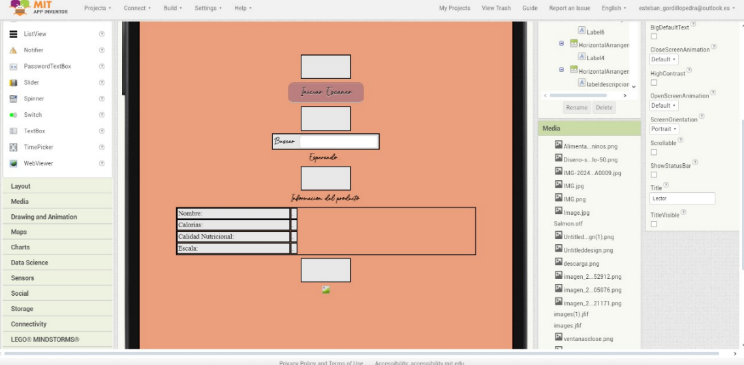 MIT
APP INVENTOR
Projects
Connect
Build
Settings
Help
My Projects
View Trash
Guide
Report an Issue
English
esteban_gordillopedra@outlook.es
ListView
Notifier
PasswordTextBox
Slider
Spinner
Switch
TextBox
TimePicker
WebViewer
Layout
Media
Drawing and Animation
Maps
Charts
Data Science
Sensors
Social
Storage
Connectivity
LEGO® MINDSTORMS®
Iniciar Escaneo
Buscar
Esperando
Informacion del producto
Nombre:
Calorias:
Calidad Nutricional:
Escala:
Label6
HorizontalArrangen
Label4
HorizontalArrangen
labeldescripcion
Rename
Delete
Media
Alimenta...ninos.png
Diseno-s...lo-50.png
IMG-2024...A0009.jpg
IMG.jpg
IMG.png
image.jpg
Salmon.otf
Untitled...gn(1).png
Untitleddesign.png
descarga.png
imagen_2...52912.png
imagen_2...05076.png
imagen_2...21171.png
images(1).jfif
images.jfif
ventanasclose.png
BigDefaultText
CloseScreenAnimation
Default
HighContrast
OpenScreenAnimation
Default
ScreenOrientation
Portrait
Scrollable
ShowStatusBar
Title
Lector
TitleVisible
Privacy Policy and Terms of Use
Accessibility: accessibility.mit.edu